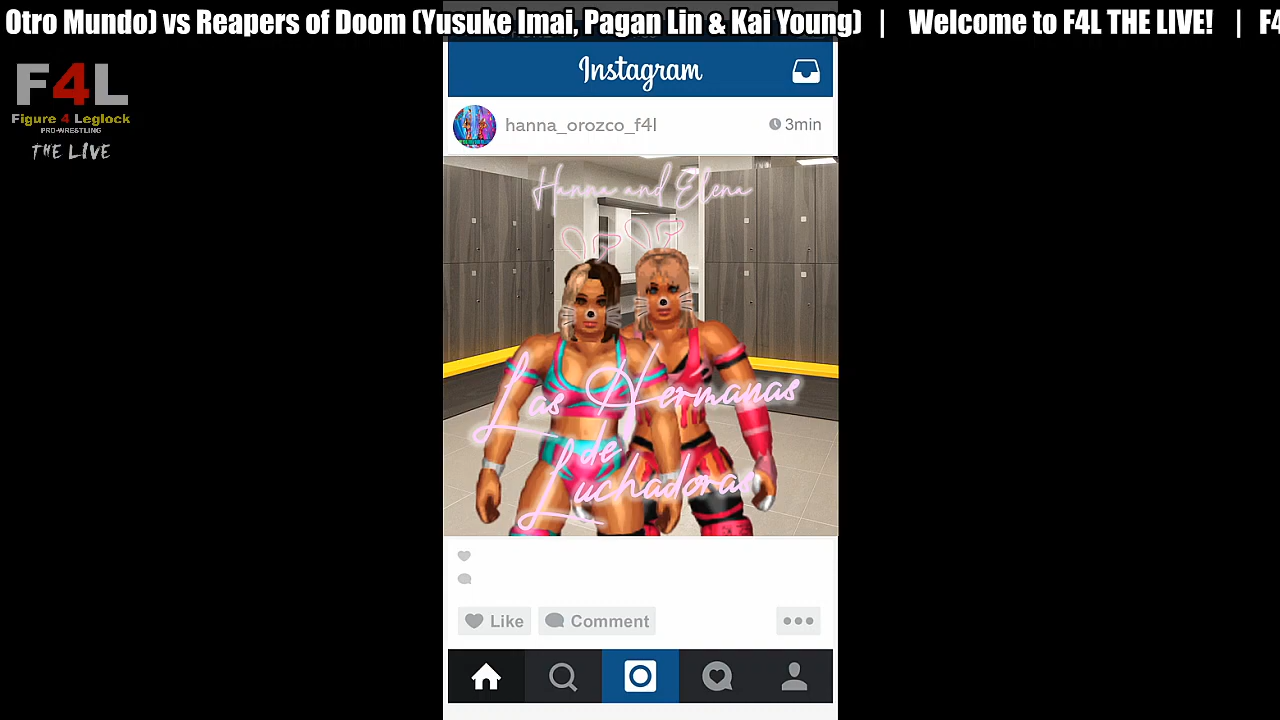 Otro Mundo) vs Reapers of Doom (Yusuke Imai, Pagan Lin & Kai Young) | Welcome to F4L THE LIVE! | F4
F4L
Figure 4 Leglock
PRO-WRESTLING
THE LIVE
Instagram
hanna_orozco_f4l
3min
Hanna and Elena
Las Hermanas
de
Luchadoras
Like
Comment